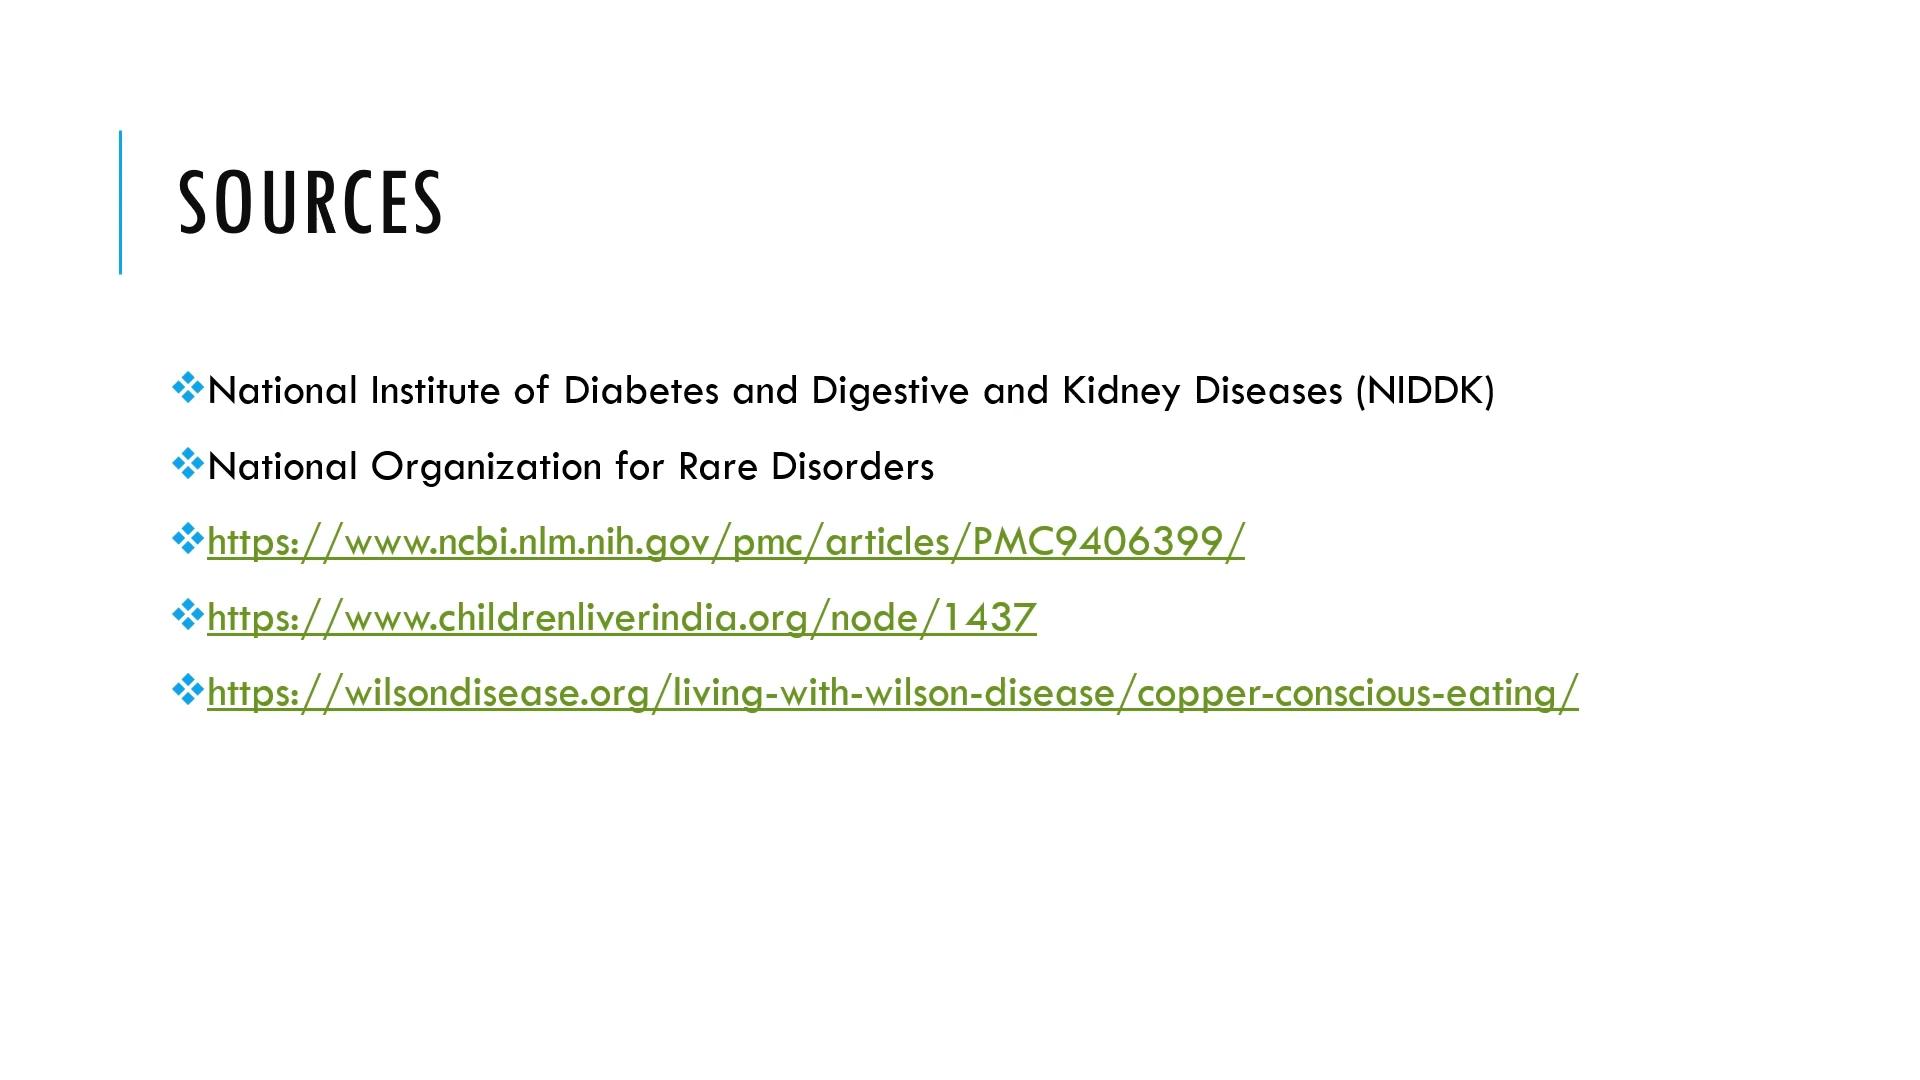 SOURCES
❖National Institute of Diabetes and Digestive and Kidney Diseases (NIDDK)
❖National Organization for Rare Disorders
❖https://www.ncbi.nlm.nih.gov/pmc/articles/PMC9406399/
❖https://www.childrenliverindia.org/node/1437
❖https://wilsondisease.org/living-with-wilson-disease/copper-conscious-eating/